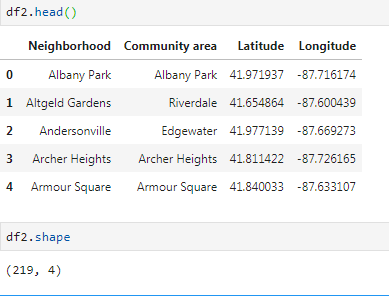 df2.head()
Neighborhood Community area Latitude Longitude
0 Albany Park Albany Park 41.971937 -87.716174
1 Altgeld Gardens Riverdale 41.654864 -87.600439
2 Andersonville Edgewater 41.977139 -87.669273
3 Archer Heights Archer Heights 41.811422 -87.726165
4 Armour Square Armour Square 41.840033 -87.633107
df2.shape
(219, 4)